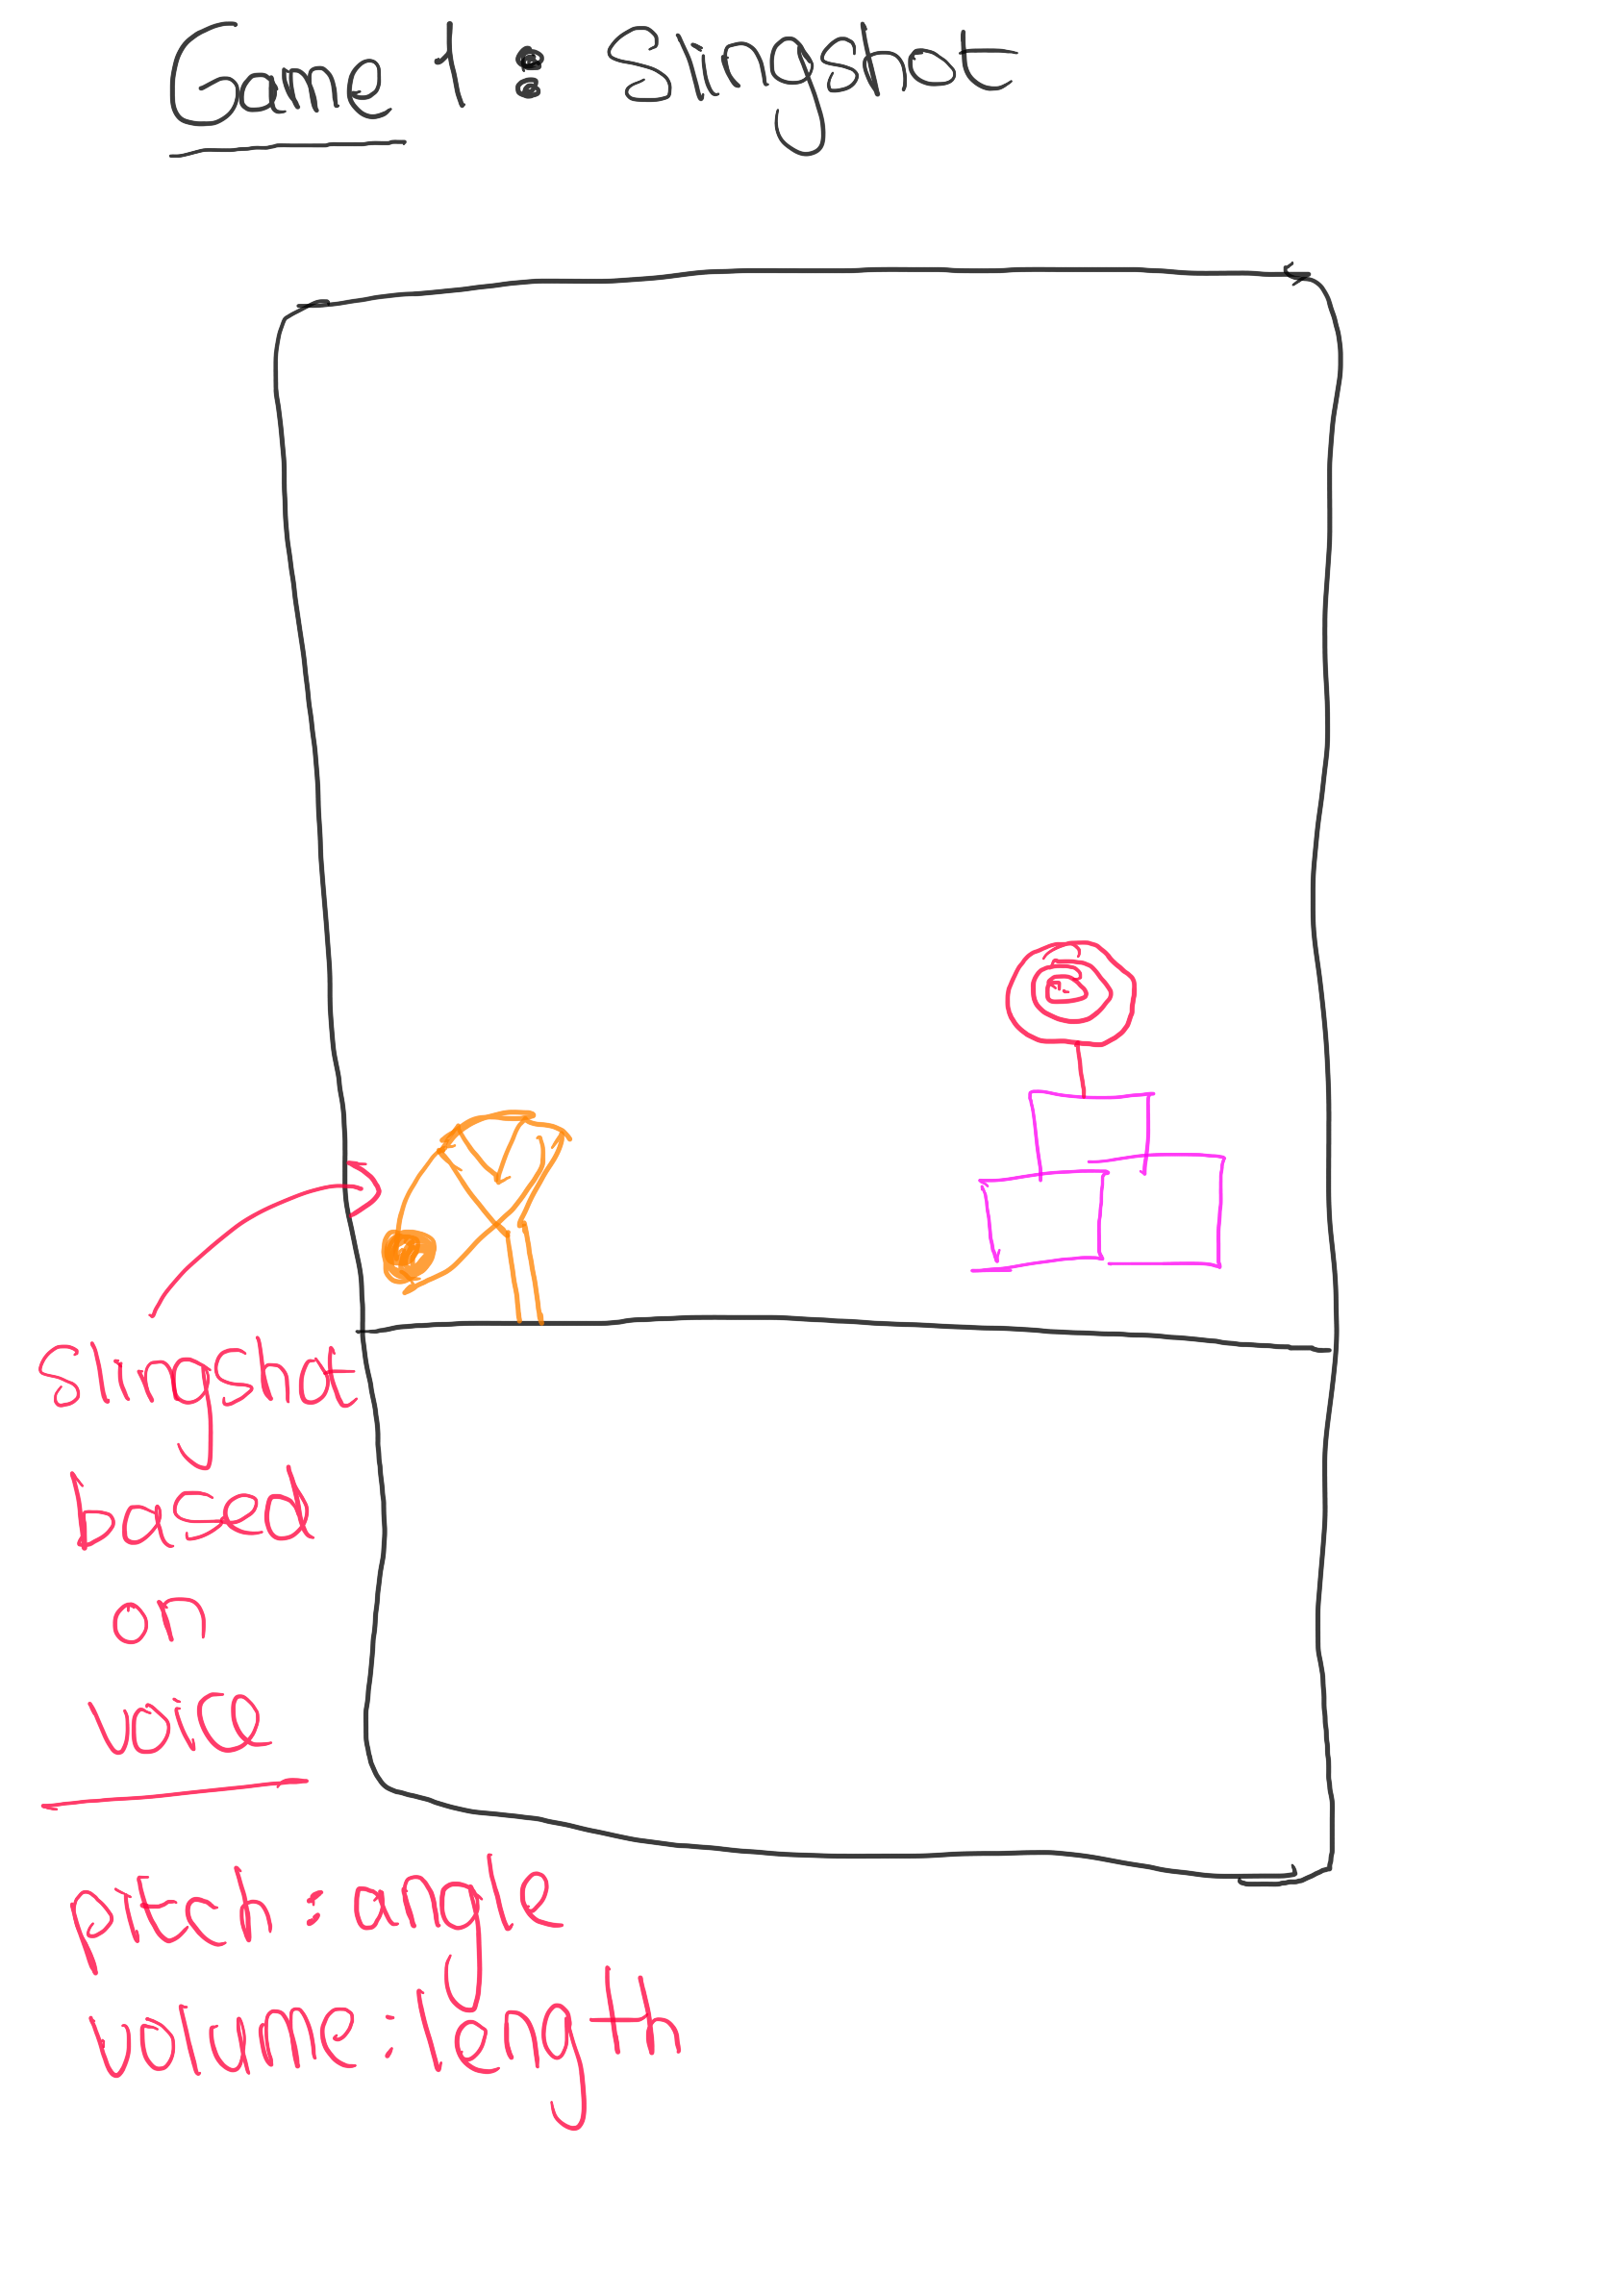 Game 1: Slingshot
slingshot
based
on
voice
pitch: angle
volume: length